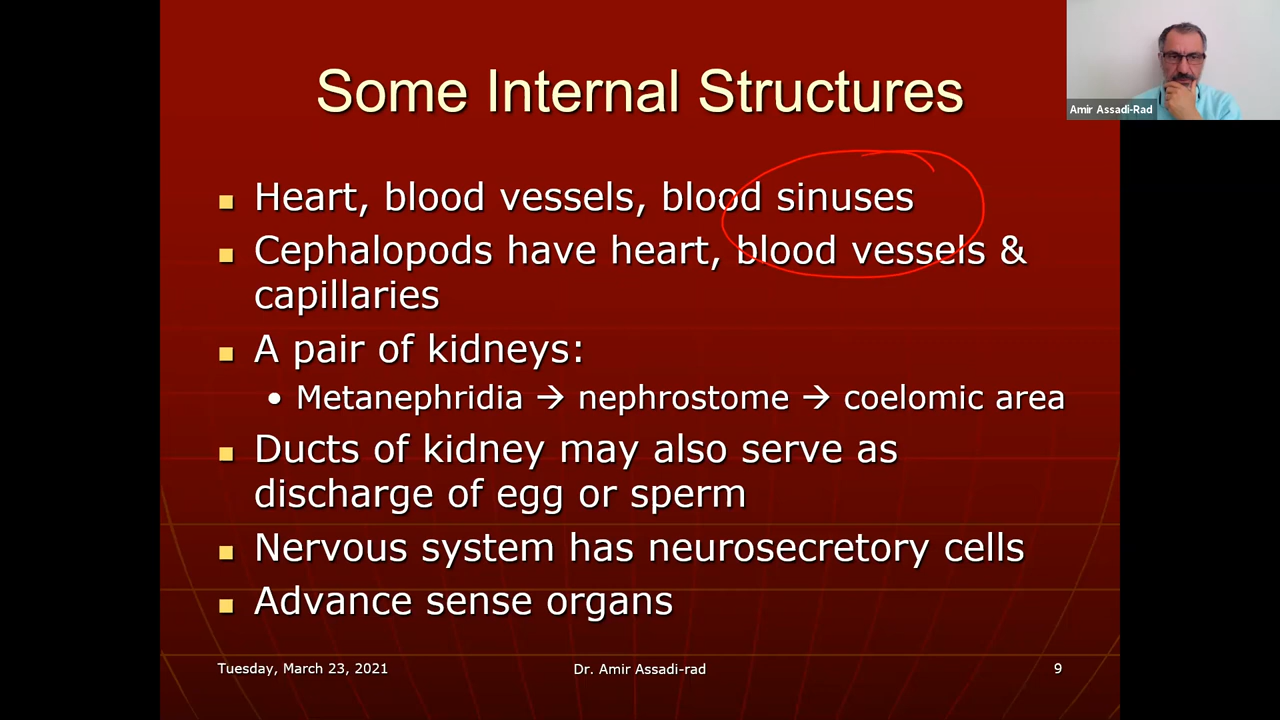 Some Internal Structures
Amir Assadi-Rad
■ Heart, blood vessels, blood sinuses
■ Cephalopods have heart, blood vessels &
capillaries
■ A pair of kidneys:
• Metanephridia → nephrostome → coelomic area
■ Ducts of kidney may also serve as
discharge of egg or sperm
■ Nervous system has neurosecretory cells
■ Advance sense organs
Tuesday, March 23, 2021 Dr. Amir Assadi-rad 9